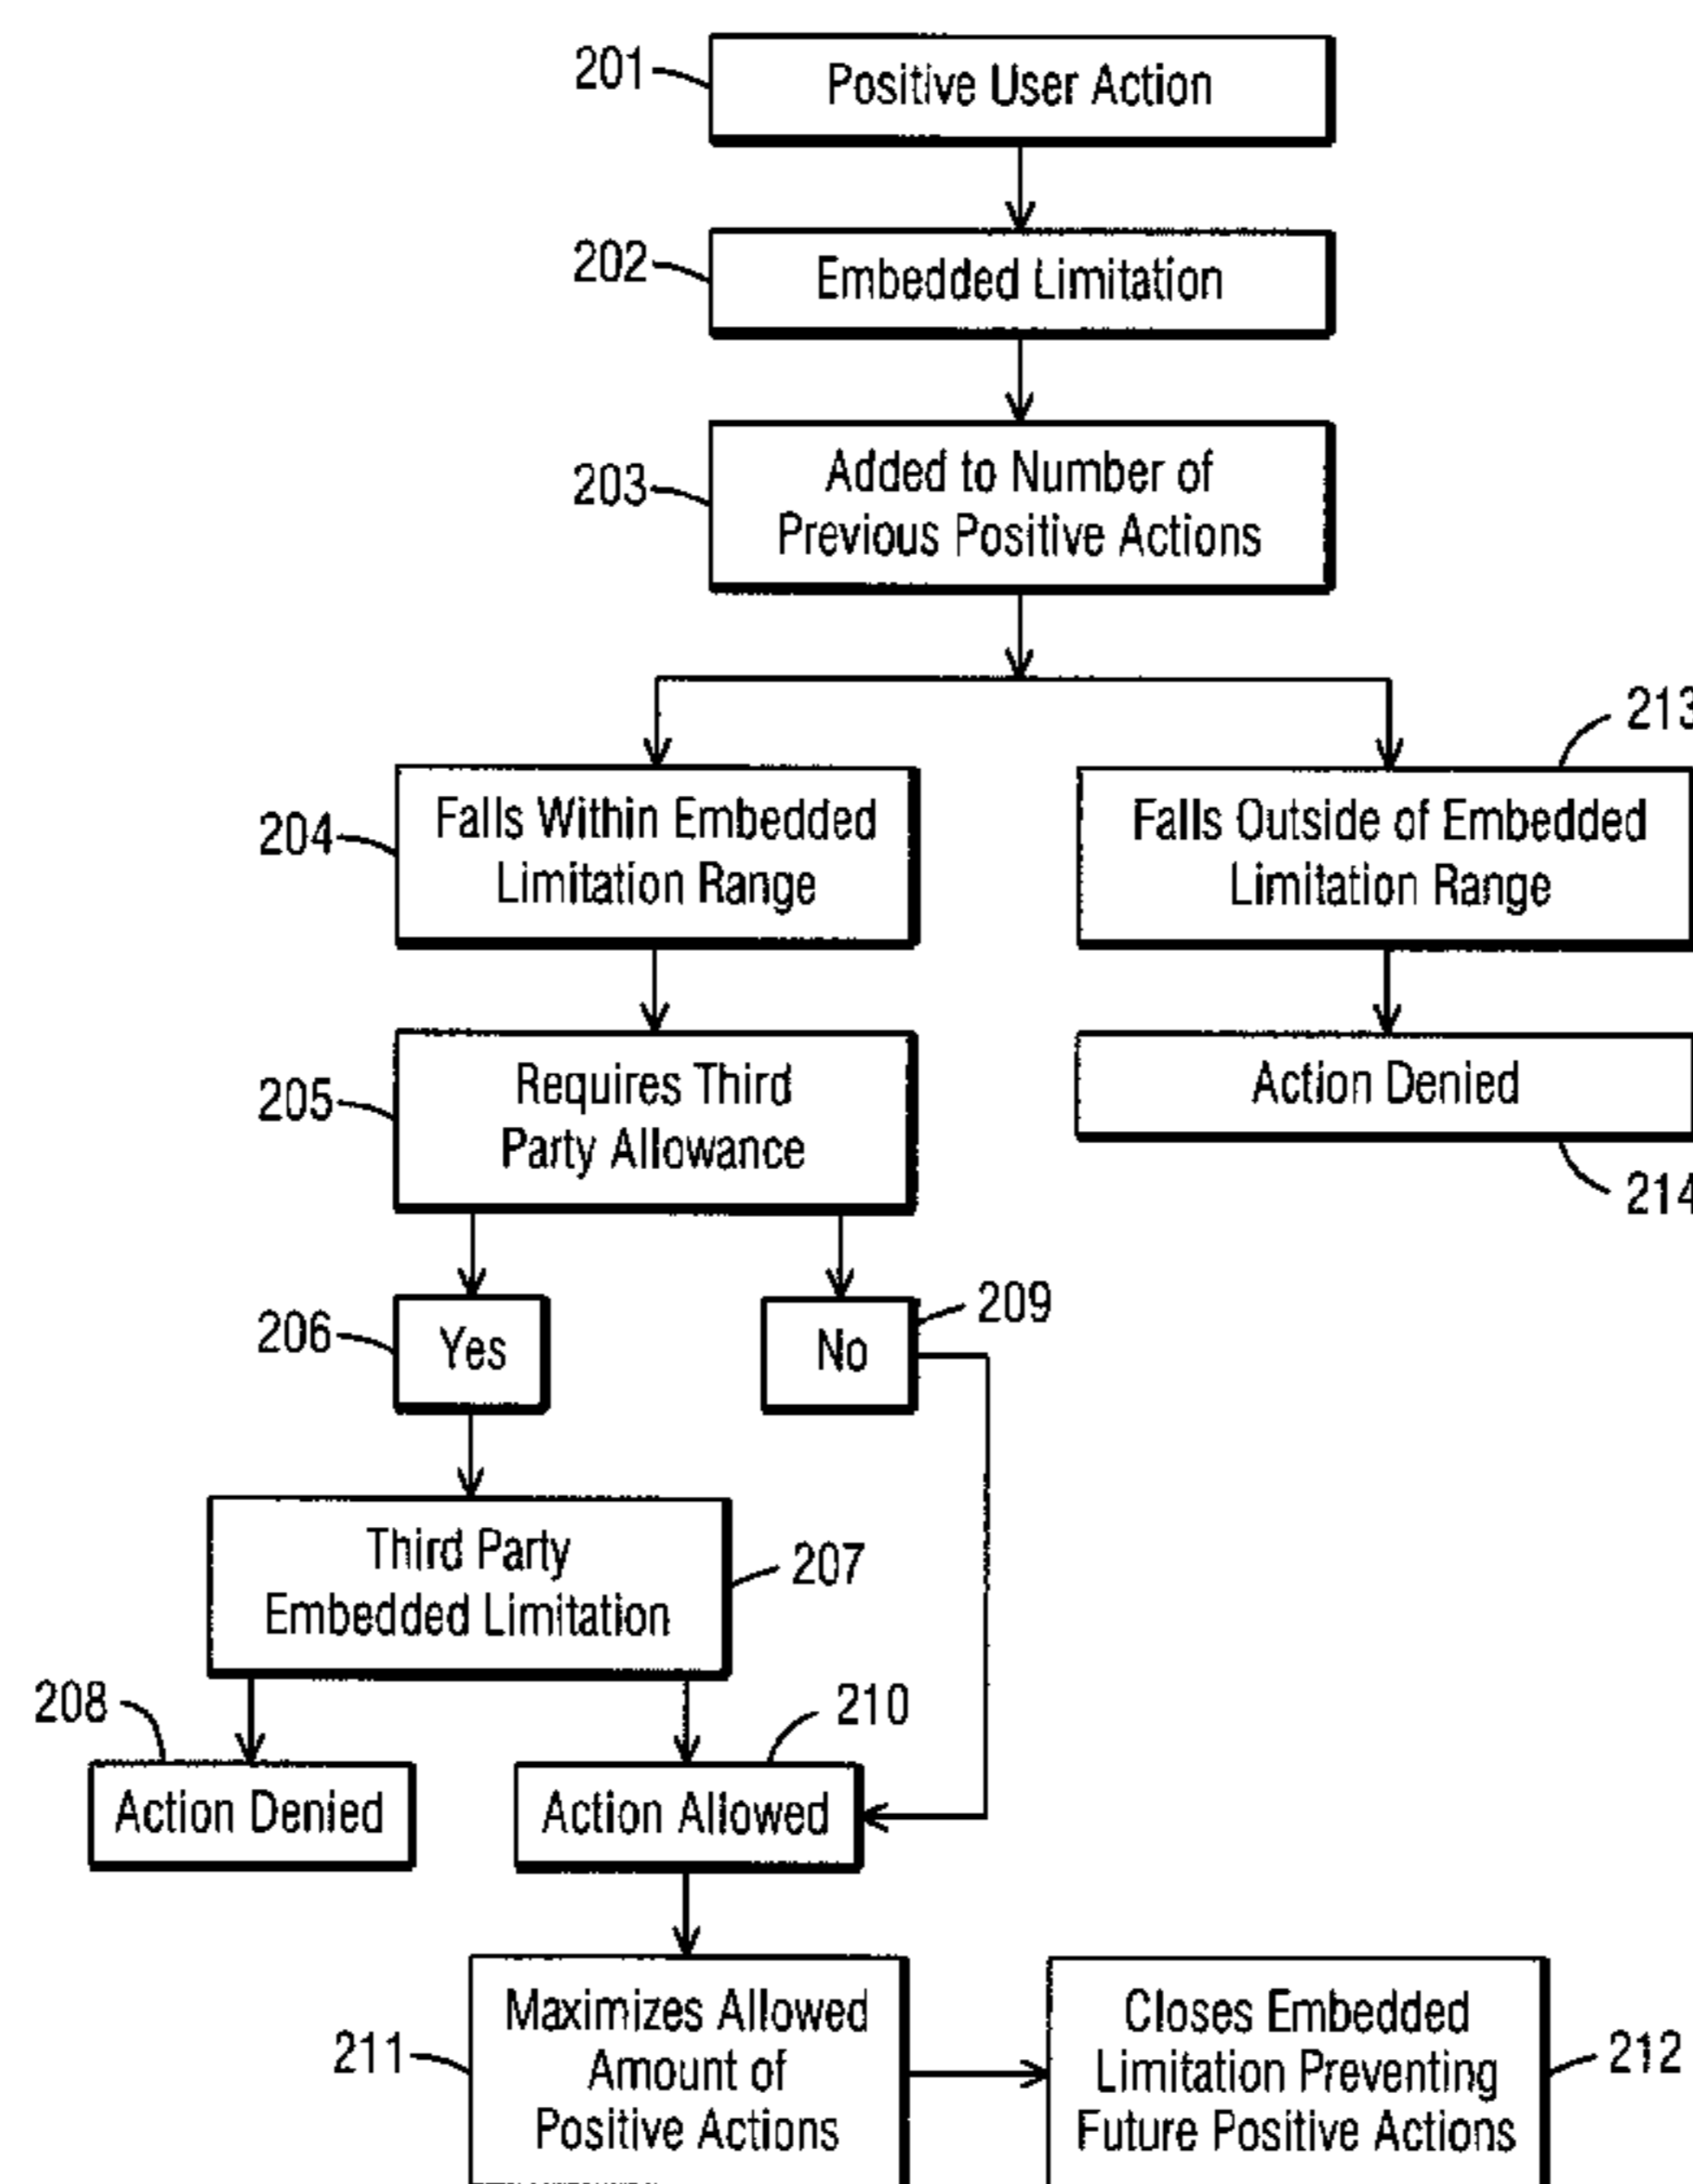 201
Positive User Action
202
Embedded Limitation
203
Added to Number of
Previous Positive Actions
213
204
Falls Within Embedded
Limitation Range
Falls Outside of Embedded
Limitation Range
205
Requires Third
Party Allowance
Action Denied
214
206
Yes
No
209
Third Party
Embedded Limitation
207
208
210
Action Denied
Action Allowed
211
Maximizes Allowed
Amount of
Positive Actions
Closes Embedded
Limitation Preventing
Future Positive Actions
212